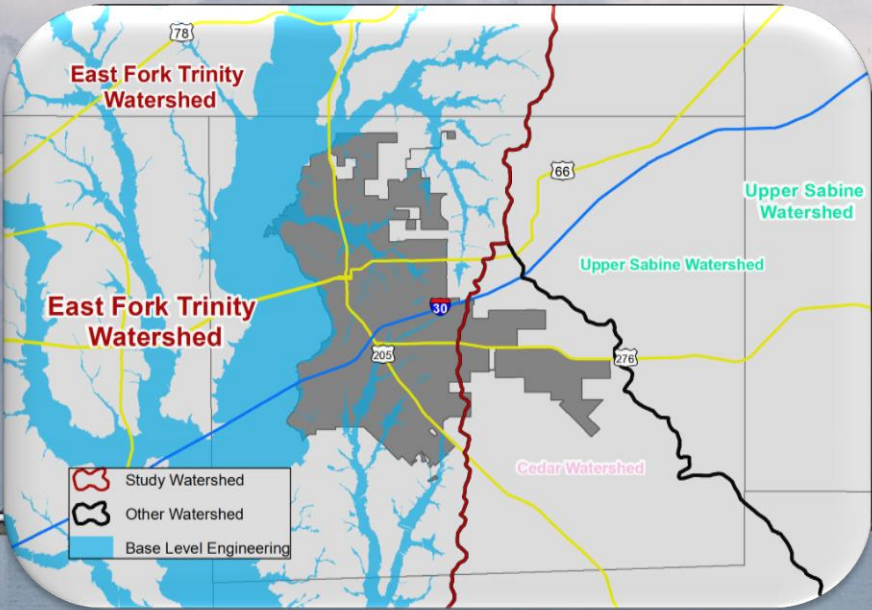 78
East Fork Trinity
Watershed
66
Upper Sabine
Watershed
Upper Sabine Watershed
East Fork Trinity
Watershed
30
205
276
Cedar Watershed
Study Watershed
Other Watershed
Base Level Engineering